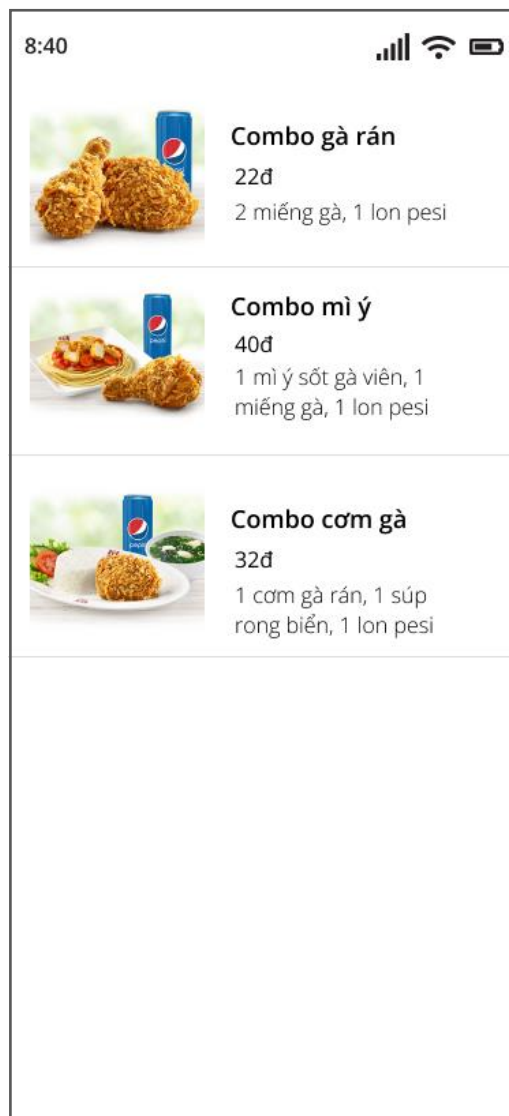 8:40
Combo gà rán
22đ
2 miếng gà, 1 lon pesi
pepsi
Combo mì ý
40đ
1 mì ý sốt gà viên, 1
miếng gà, 1 lon pesi
pepsi
Combo cơm gà
32đ
1 cơm gà rán, 1 súp
rong biển, 1 lon pesi